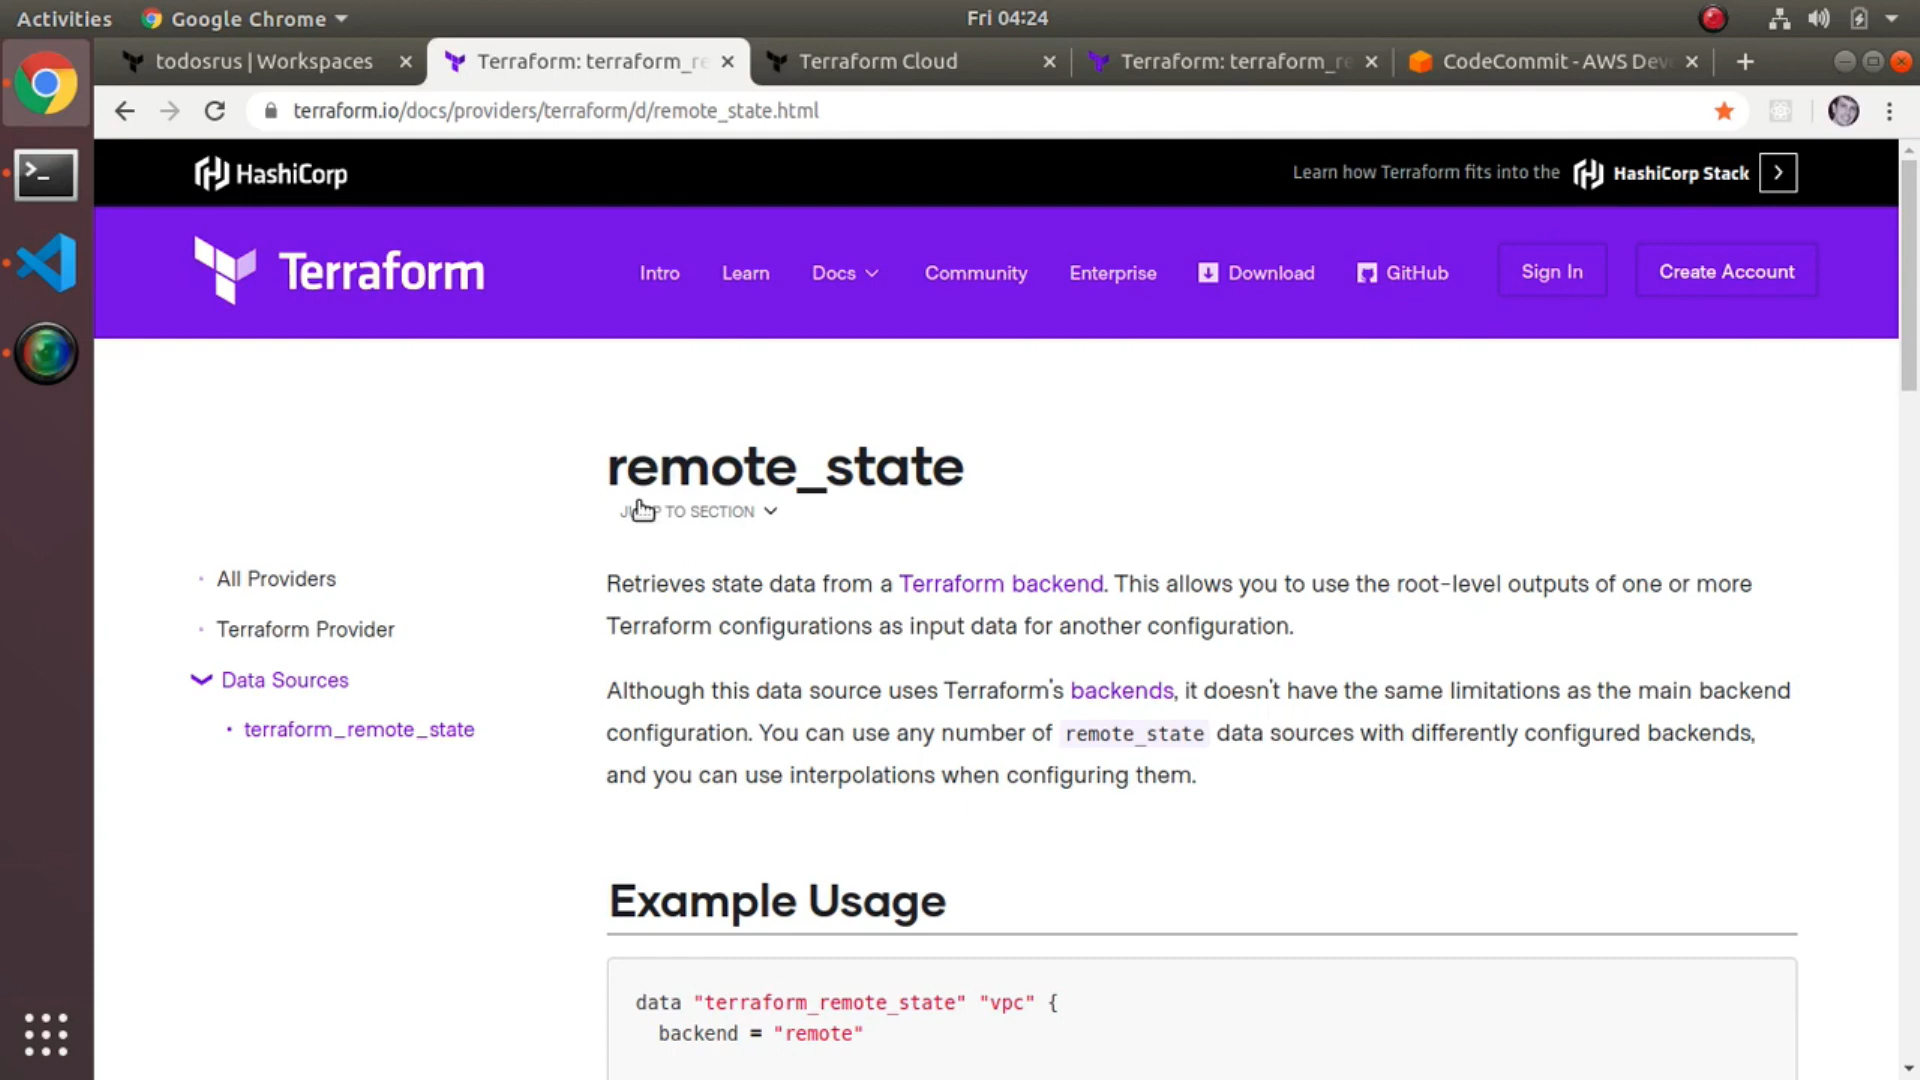 Activities
Google Chrome
Fri 04:24
todosrus | Workspaces
Terraform: terraform_re
Terraform Cloud
Terraform: terraform_re
CodeCommit - AWS Deve
terraform.io/docs/providers/terraform/d/remote_state.html
HashiCorp
Learn how Terraform fits into the HashiCorp Stack
Terraform
Intro
Learn
Docs
Community
Enterprise
Download
GitHub
Sign In
Create Account
remote_state
JUMP TO SECTION
All Providers
Terraform Provider
Data Sources
terraform_remote_state
Retrieves state data from a Terraform backend. This allows you to use the root-level outputs of one or more
Terraform configurations as input data for another configuration.
Although this data source uses Terraform's backends, it doesn't have the same limitations as the main backend
configuration. You can use any number of remote_state data sources with differently configured backends,
and you can use interpolations when configuring them.
Example Usage
data "terraform_remote_state" "vpc" {
backend = "remote"